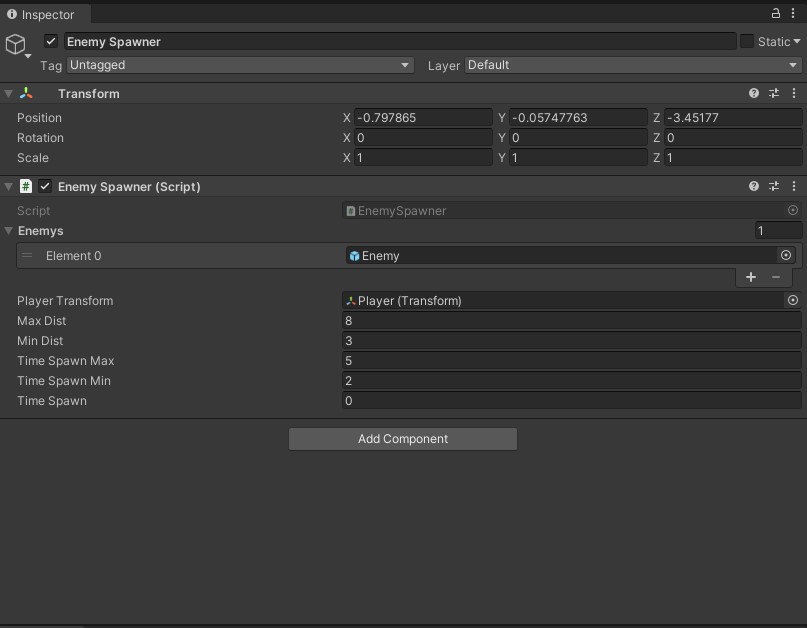 Inspector
Enemy Spawner Static
Tag Untagged Layer Default
Transform
Position X -0.797865 Y -0.05747763 Z -3.45177
Rotation X 0 Y 0 Z 0
Scale X 1 Y 1 Z 1
# Enemy Spawner (Script)
Script EnemySpawner
Enemys 1
Element 0 Enemy
+ −
Player Transform Player (Transform)
Max Dist 8
Min Dist 3
Time Spawn Max 5
Time Spawn Min 2
Time Spawn 0
Add Component